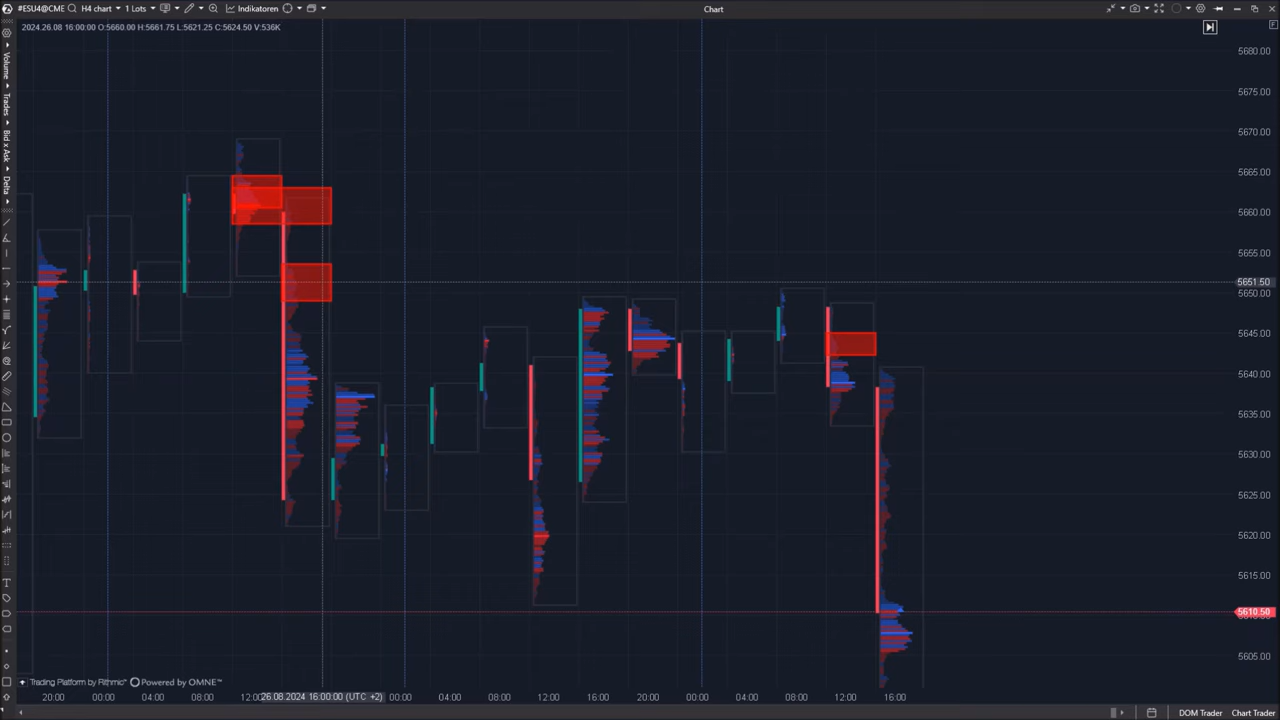 #ESU4@CME H4 chart 1 Lots Indikatoren Chart
2024.26.08 16:00:00 O:5660.00 H:5661.75 L:5621.25 C:5624.50 V:536K
F
Volume
Trades
Bid x Ask
Delta
5680.00
5675.00
5670.00
5665.00
5660.00
5655.00
5651.50
5650.00
5645.00
5640.00
5635.00
5630.00
5625.00
5620.00
5615.00
5610.50
5605.00
Trading Platform by Rithmic™ Powered by OMNE™
20:00 00:00 04:00 08:00 12:00 26.08.2024 16:00:00 (UTC +2) 00:00 04:00 08:00 12:00 16:00 20:00 00:00 04:00 08:00 12:00 16:00
DOM Trader Chart Trader